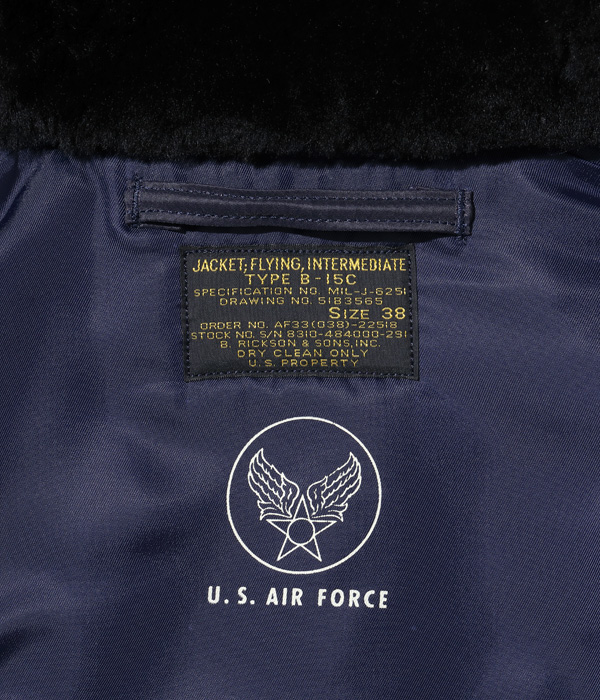 JACKET, FLYING, INTERMEDIATE
TYPE B-15C
SPECIFICATION NO. MIL-J-6251
DRAWING NO. 51B3565
SIZE 38
ORDER NO. AF33(038)-22518
STOCK NO. S/N 8310-484000-291
B. RICKSON & SONS, INC.
DRY CLEAN ONLY
U.S. PROPERTY
U.S. AIR FORCE